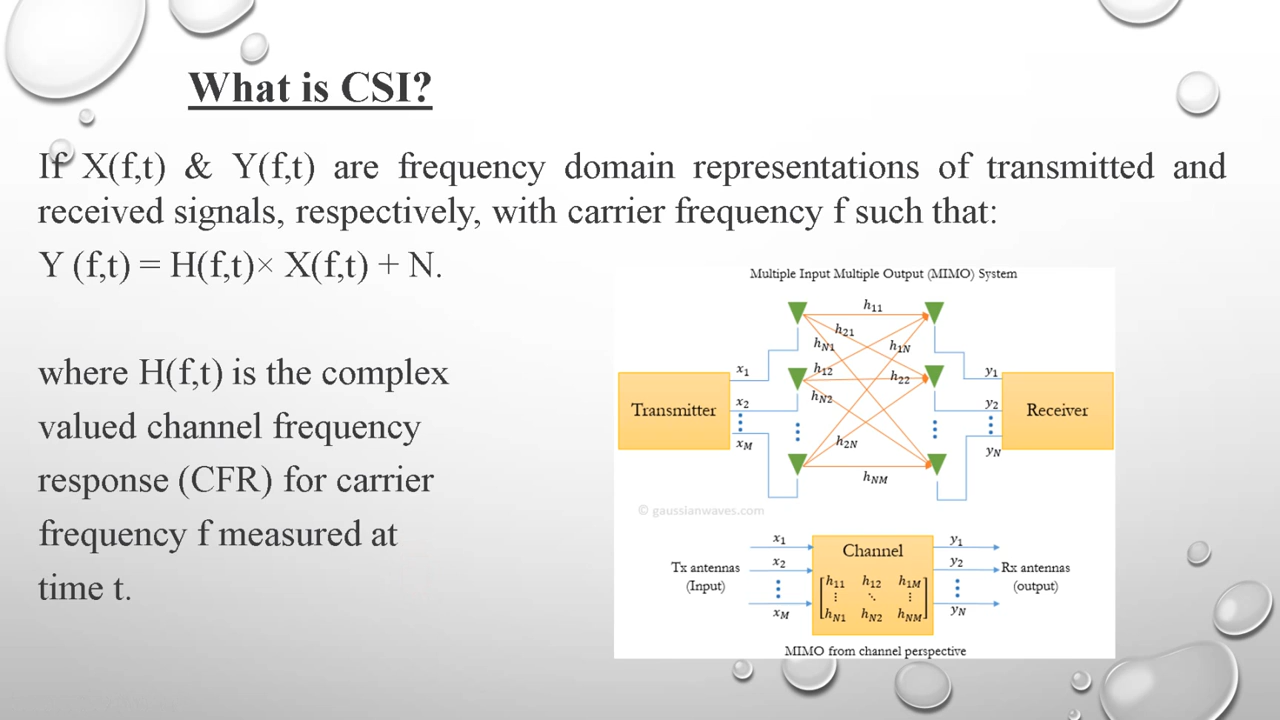 What is CSI?
If X(f,t) & Y(f,t) are frequency domain representations of transmitted and
received signals, respectively, with carrier frequency f such that:
Y (f,t) = H(f,t)× X(f,t) + N.
where H(f,t) is the complex
valued channel frequency
response (CFR) for carrier
frequency f measured at
time t.
Multiple Input Multiple Output (MIMO) System
h11
h21
hN1
h1N
h12
h22
hN2
h2N
hNM
x1
x2
xM
Transmitter
y1
y2
yN
Receiver
© gaussianwaves.com
Tx antennas
(Input)
x1
x2
xM
Channel
h11 h12 h1M
⋮ ⋱ ⋮
hN1 hN2 hNM
y1
y2
yN
Rx antennas
(output)
MIMO from channel perspective